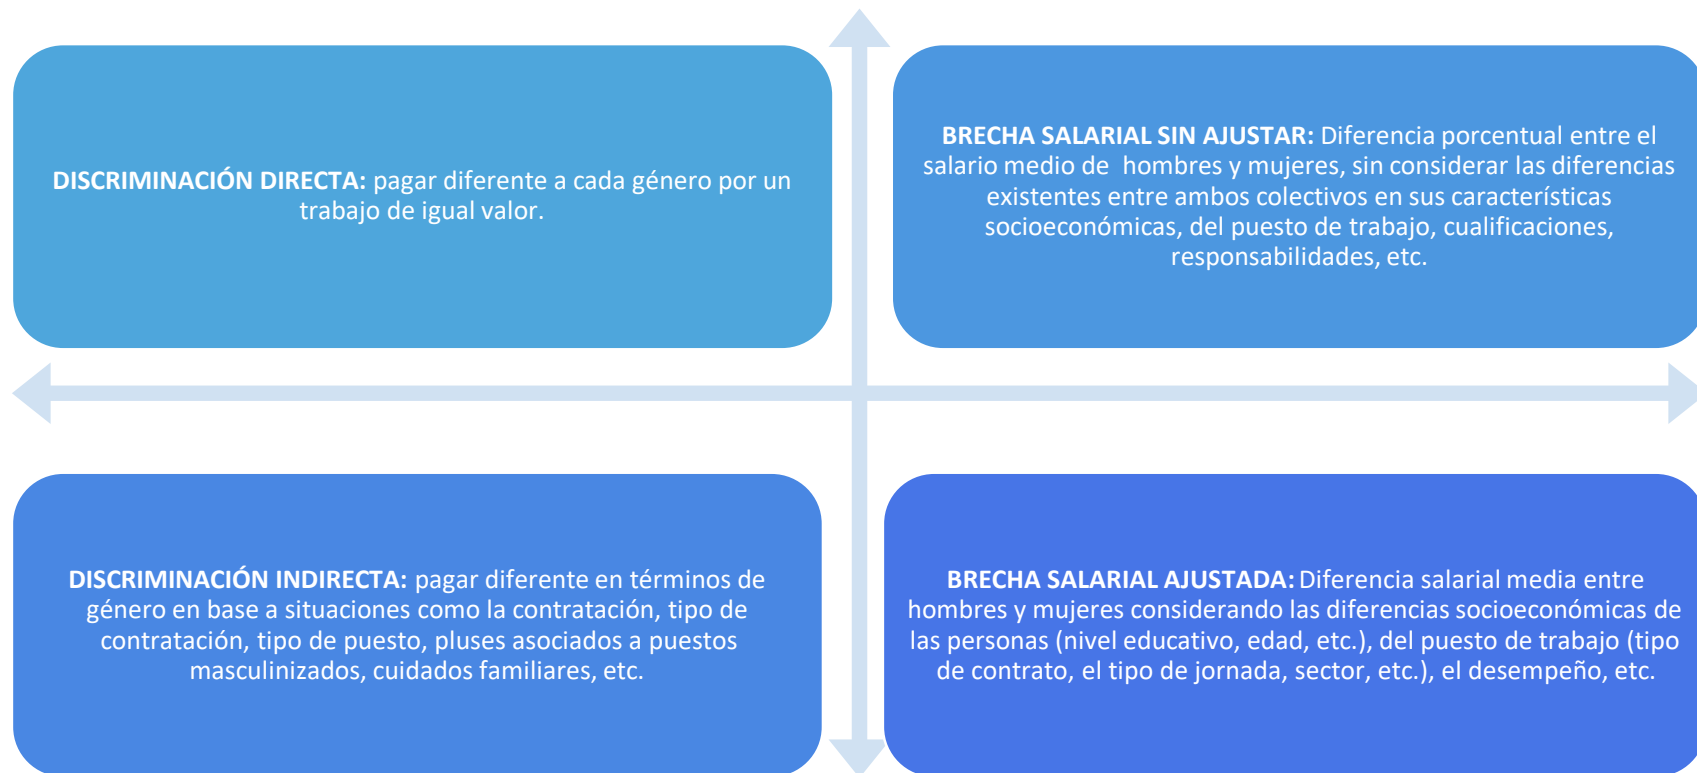 DISCRIMINACIÓN DIRECTA: pagar diferente a cada género por un
trabajo de igual valor.
BRECHA SALARIAL SIN AJUSTAR: Diferencia porcentual entre el
salario medio de  hombres y mujeres, sin considerar las diferencias
existentes entre ambos colectivos en sus características
socioeconómicas, del puesto de trabajo, cualificaciones,
responsabilidades, etc.
DISCRIMINACIÓN INDIRECTA: pagar diferente en términos de
género en base a situaciones como la contratación, tipo de
contratación, tipo de puesto, pluses asociados a puestos
masculinizados, cuidados familiares, etc.
BRECHA SALARIAL AJUSTADA: Diferencia salarial media entre
hombres y mujeres considerando las diferencias socioeconómicas de
las personas (nivel educativo, edad, etc.), del puesto de trabajo (tipo
de contrato, el tipo de jornada, sector, etc.), el desempeño, etc.